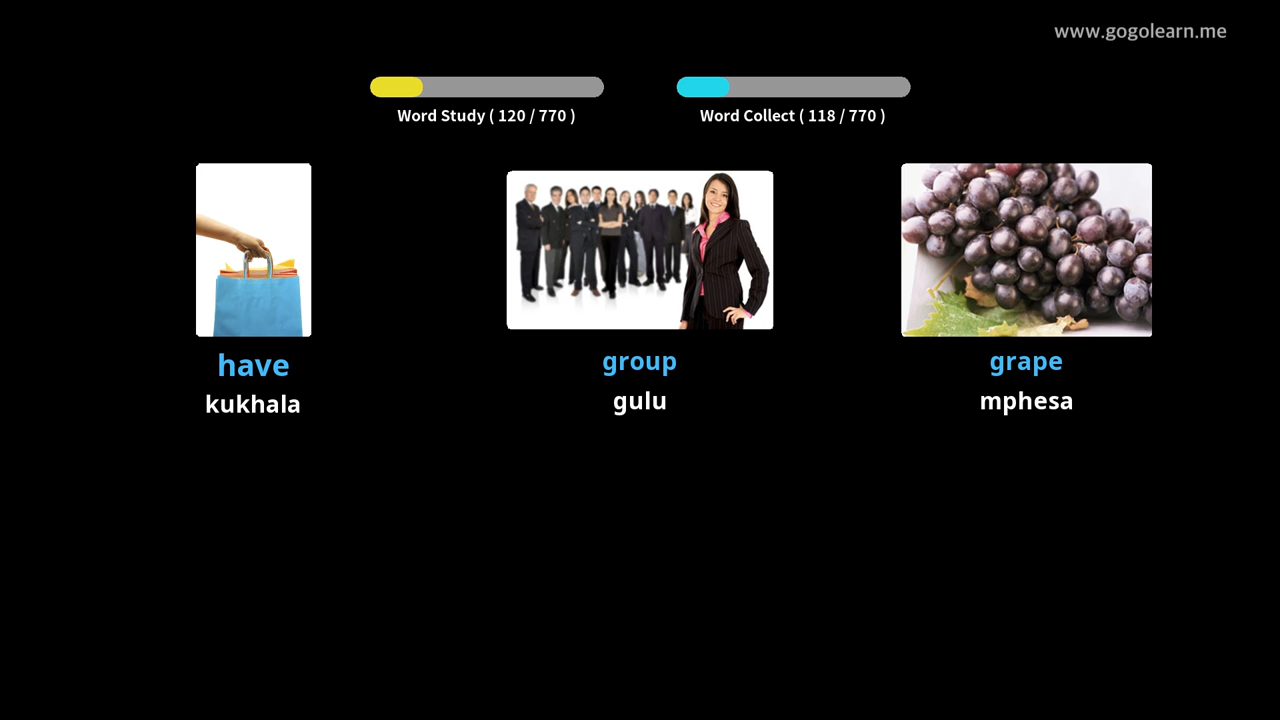 www.gogolearn.me
Word Study ( 120 / 770 )
Word Collect ( 118 / 770 )
have
kukhala
group
gulu
grape
mphesa